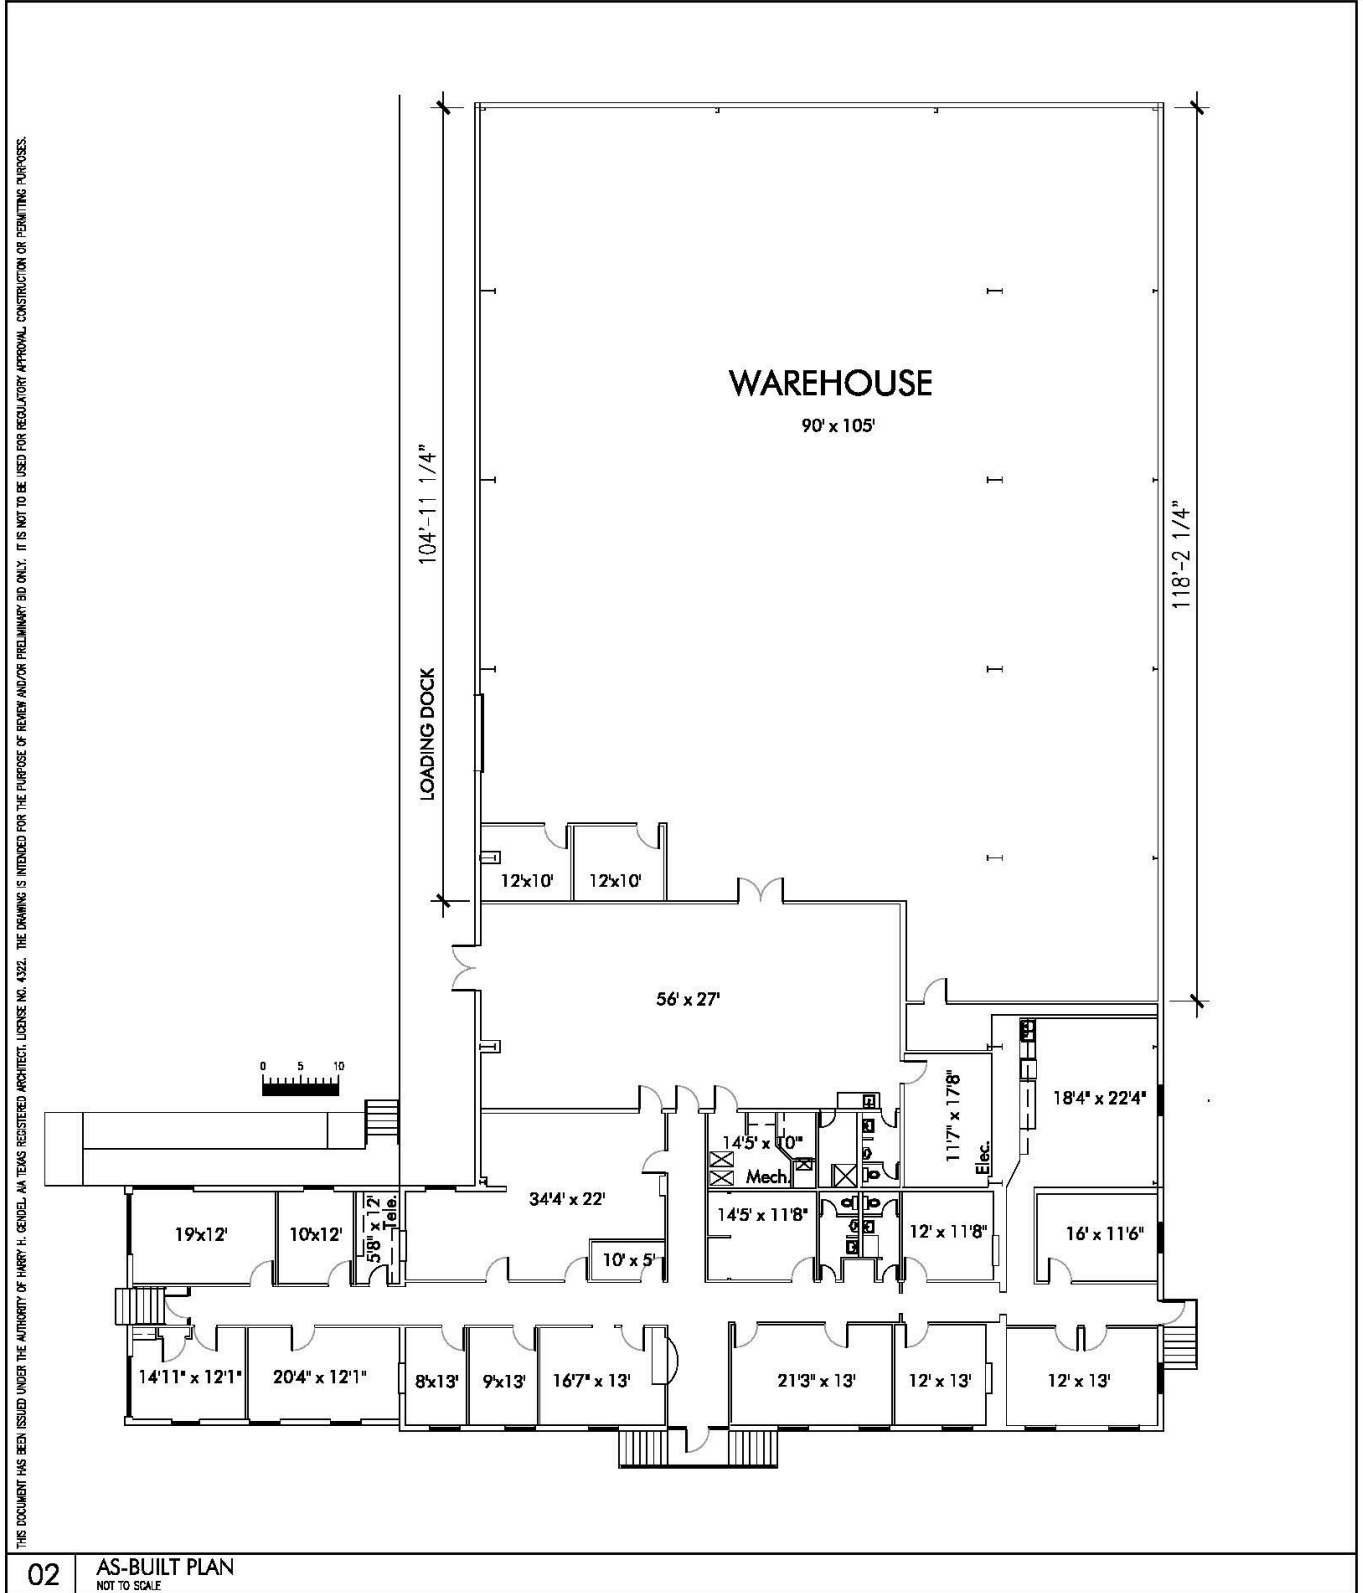 THIS DOCUMENT HAS BEEN ISSUED UNDER THE AUTHORITY OF HARRY H. GENDEL, AIA TEXAS REGISTERED ARCHITECT, LICENSE NO. 4322. THE DRAWING IS INTENDED FOR THE PURPOSE OF REVIEW AND/OR PRELIMINARY BID ONLY. IT IS NOT TO BE USED FOR REGULATORY APPROVAL, CONSTRUCTION OR PERMITTING PURPOSES.
WAREHOUSE
90' x 105'
104'-11 1/4"
118'-2 1/4"
LOADING DOCK
12'x10'
12'x10'
56' x 27'
0 5 10
18'4" x 22'4"
11'7" x 17'8"
Elec.
14'5' x 10'"
Mech.
34'4' x 22'
14'5' x 11'8"
12' x 11'8"
16' x 11'6"
19'x12'
10'x12'
5'8" x 12'
Tele.
10' x 5'
14'11" x 12'1"
20'4" x 12'1"
8'x13'
9'x13'
16'7" x 13'
21'3" x 13'
12' x 13'
12' x 13'
02
AS-BUILT PLAN
NOT TO SCALE